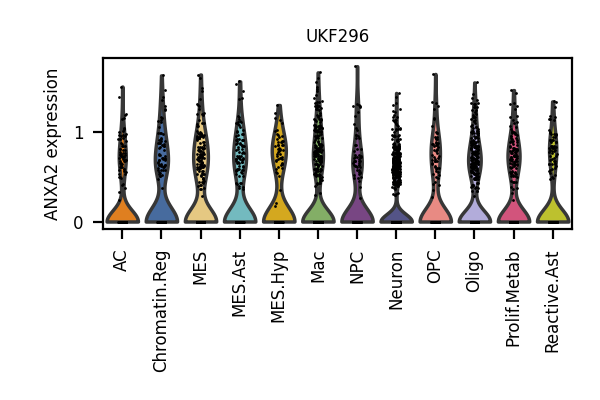 UKF296
ANXA2 expression
1
0
AC
Chromatin.Reg
MES
MES.Ast
MES.Hyp
Mac
NPC
Neuron
OPC
Oligo
Prolif.Metab
Reactive.Ast